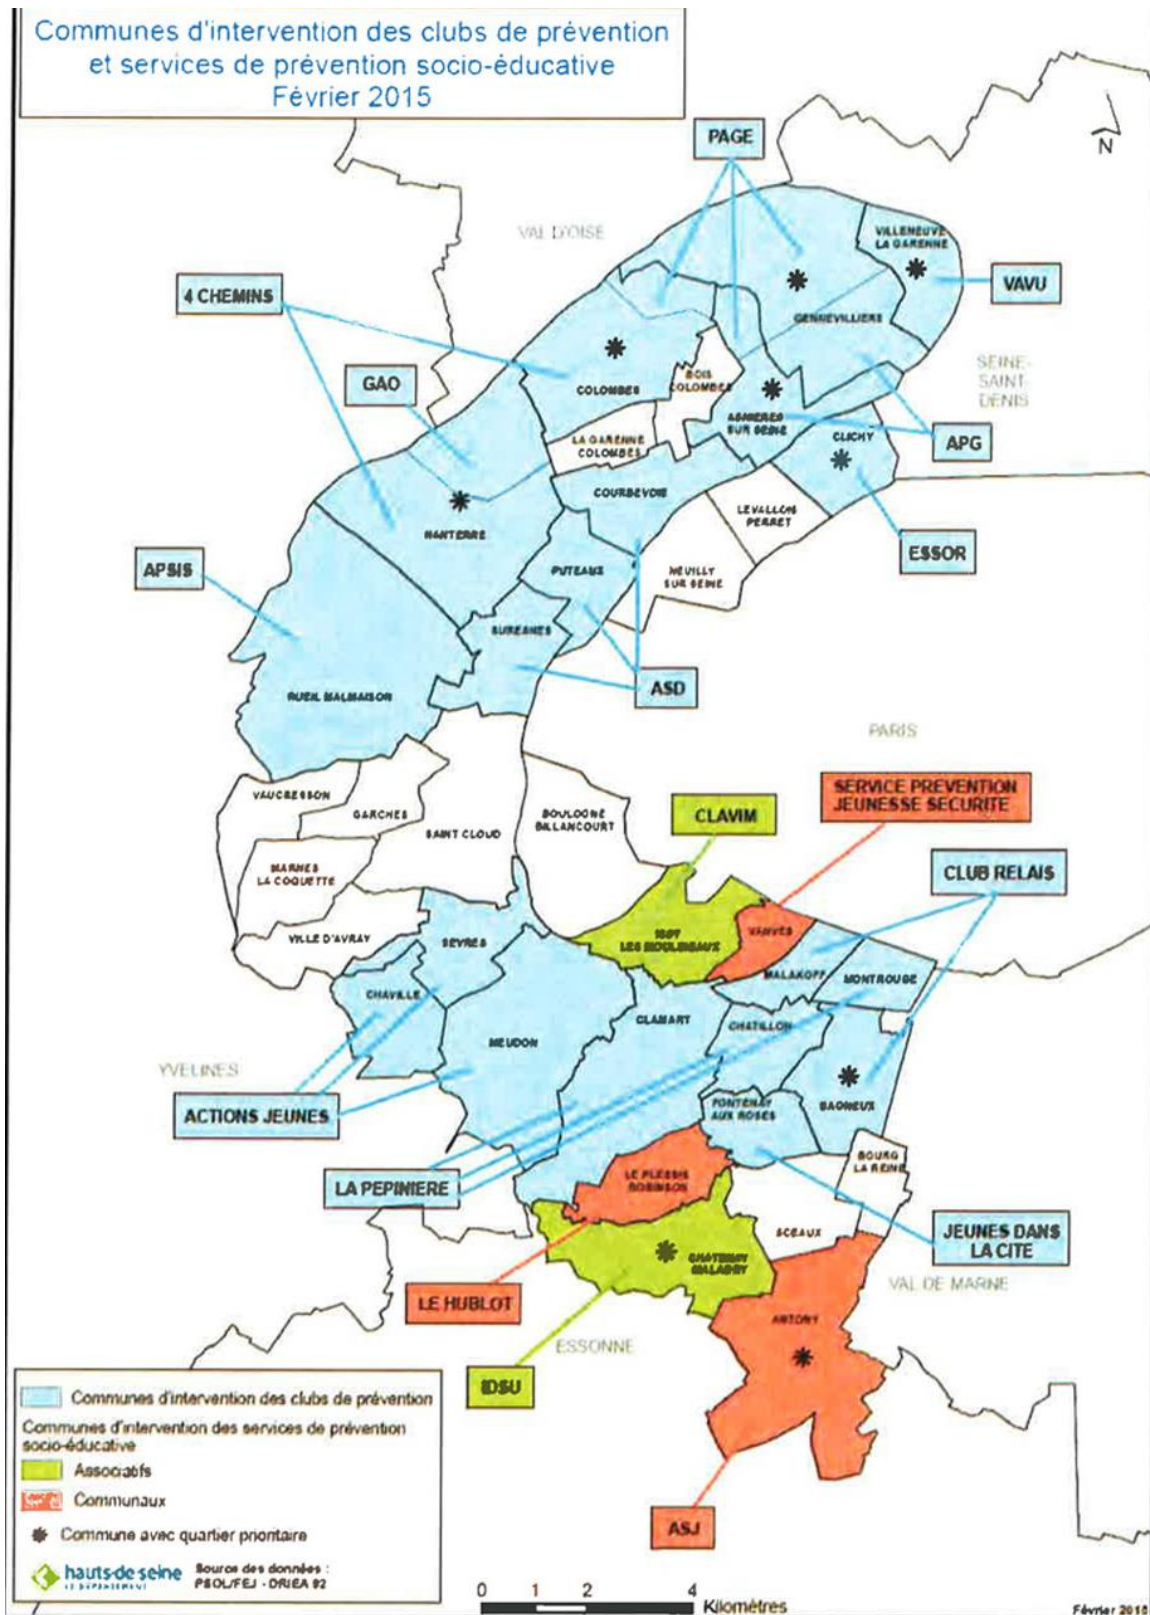 Communes d'intervention des clubs de prévention
et services de prévention socio-éducative
Février 2015
N
PAGE
VAL D'OISE
VILLENEUVE
LA GARENNE
4 CHEMINS
VAVU
GENNEVILLIERS
SEINE-
SAINT-
DENIS
GAO
COLOMBES
BOIS
COLOMBES
ASNIERES
SUR SEINE
APG
CLICHY
LA GARENNE
COLOMBES
COURBEVOIE
LEVALLOIS
PERRET
NANTERRE
ESSOR
APSIS
PUTEAUX
NEUILLY
SUR SEINE
SURESNES
RUEIL MALMAISON
ASD
PARIS
VAUCRESSON
GARCHES
SAINT CLOUD
BOULOGNE
BILLANCOURT
CLAVIM
SERVICE PREVENTION
JEUNESSE SECURITE
MARNES
LA COQUETTE
CLUB RELAIS
VILLE D'AVRAY
SEVRES
ISSY
LES MOULINEAUX
VANVES
MALAKOFF
MONTROUGE
CHAVILLE
CLAMART
CHATILLON
MEUDON
YVELINES
ACTIONS JEUNES
FONTENAY
AUX ROSES
BAGNEUX
BOURG
LA REINE
LE PLESSIS
ROBINSON
LA PEPINIERE
SCEAUX
JEUNES DANS
LA CITE
CHATENAY
MALABRY
VAL DE MARNE
LE HUBLOT
ANTONY
ESSONNE
IDSU
ASJ
Communes d'intervention des clubs de prévention
Communes d'intervention des services de prévention
socio-éducative
Associatifs
Communaux
Commune avec quartier prioritaire
hauts-de-seine
LE DÉPARTEMENT
Source des données :
PSOL/FEJ - DRIEA 92
0 1 2 4
Kilomètres
Février 2015